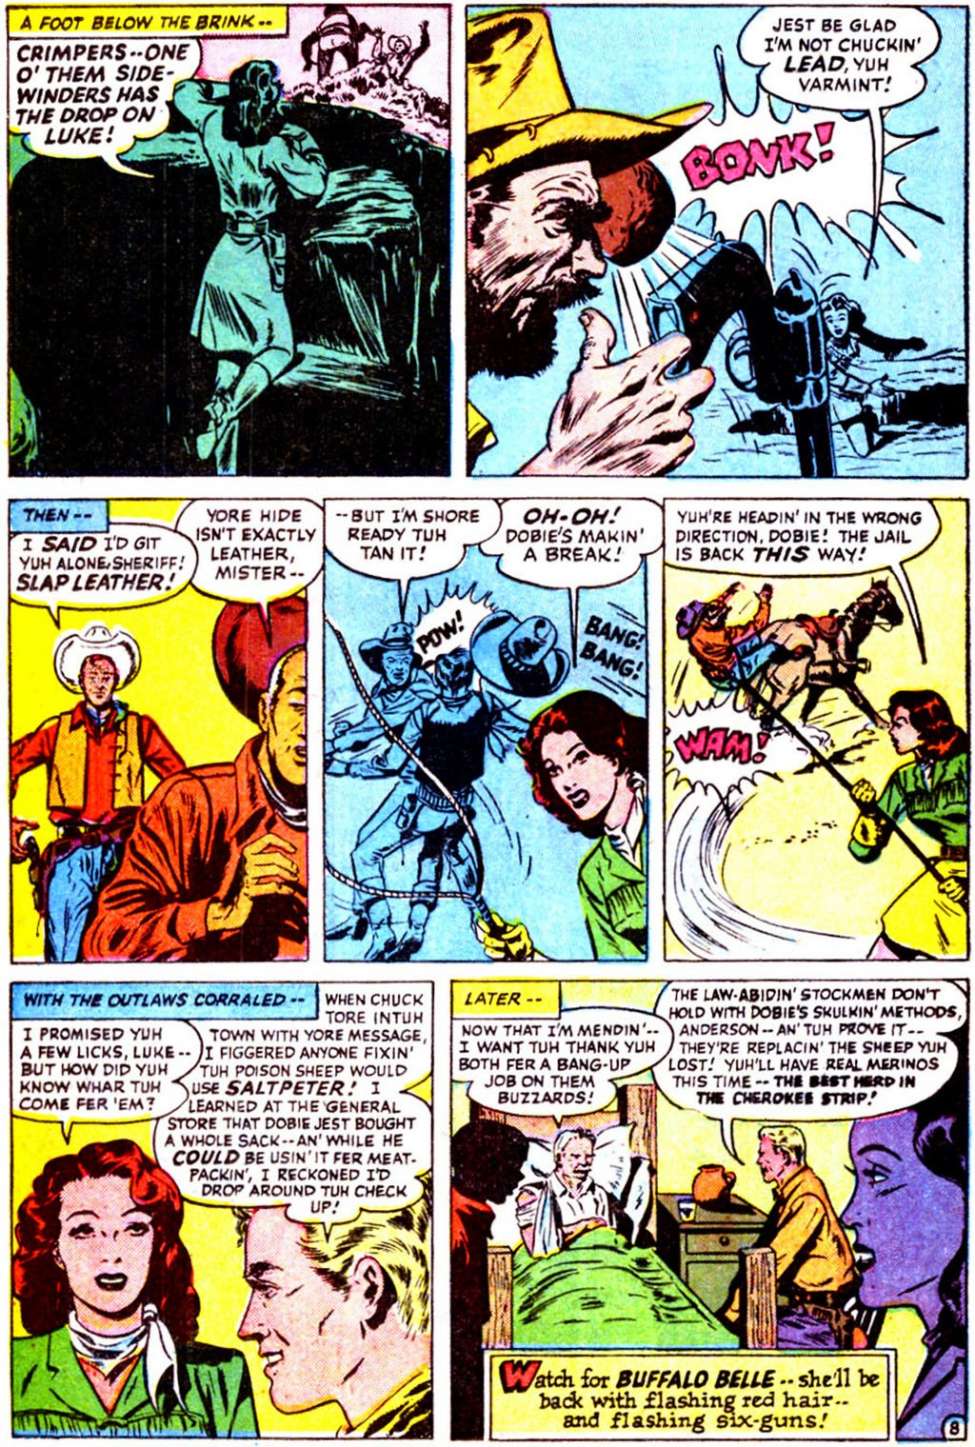 A FOOT BELOW THE BRINK--
CRIMPERS--ONE
O' THEM SIDE-
WINDERS HAS
THE DROP ON
LUKE!
JEST BE GLAD
I'M NOT CHUCKIN'
LEAD, YUH
VARMINT!
BONK!
THEN--
I SAID I'D GIT
YUH ALONE, SHERIFF!
SLAP LEATHER!
YORE HIDE
ISN'T EXACTLY
LEATHER,
MISTER--
--BUT I'M SHORE
READY TUH
TAN IT!
POW!
OH-OH!
DOBIE'S MAKIN'
A BREAK!
BANG!
BANG!
YUH'RE HEADIN' IN THE WRONG
DIRECTION, DOBIE! THE JAIL
IS BACK THIS WAY!
WAM!
WITH THE OUTLAWS CORRALED--
I PROMISED YUH
A FEW LICKS, LUKE--
BUT HOW DID YUH
KNOW WHAR TUH
COME FER 'EM?
WHEN CHUCK
TORE INTUH
TOWN WITH YORE MESSAGE,
I FIGGERED ANYONE FIXIN'
TUH POISON SHEEP WOULD
USE SALTPETER! I
LEARNED AT THE GENERAL
STORE THAT DOBIE JEST BOUGHT
A WHOLE SACK--AN' WHILE HE
COULD BE USIN' IT FER MEAT-
PACKIN', I RECKONED I'D
DROP AROUND TUH CHECK
UP!
LATER--
NOW THAT I'M MENDIN'--
I WANT TUH THANK YUH
BOTH FER A BANG-UP
JOB ON THEM
BUZZARDS!
THE LAW-ABIDIN' STOCKMEN DON'T
HOLD WITH DOBIE'S SKULKIN' METHODS,
ANDERSON--AN' TUH PROVE IT--
THEY'RE REPLACIN' THE SHEEP YUH
LOST! YUH'LL HAVE REAL MERINOS
THIS TIME--THE BEST HERD IN
THE CHEROKEE STRIP!
Watch for BUFFALO BELLE--she'll be
back with flashing red hair--
and flashing six-guns!
8